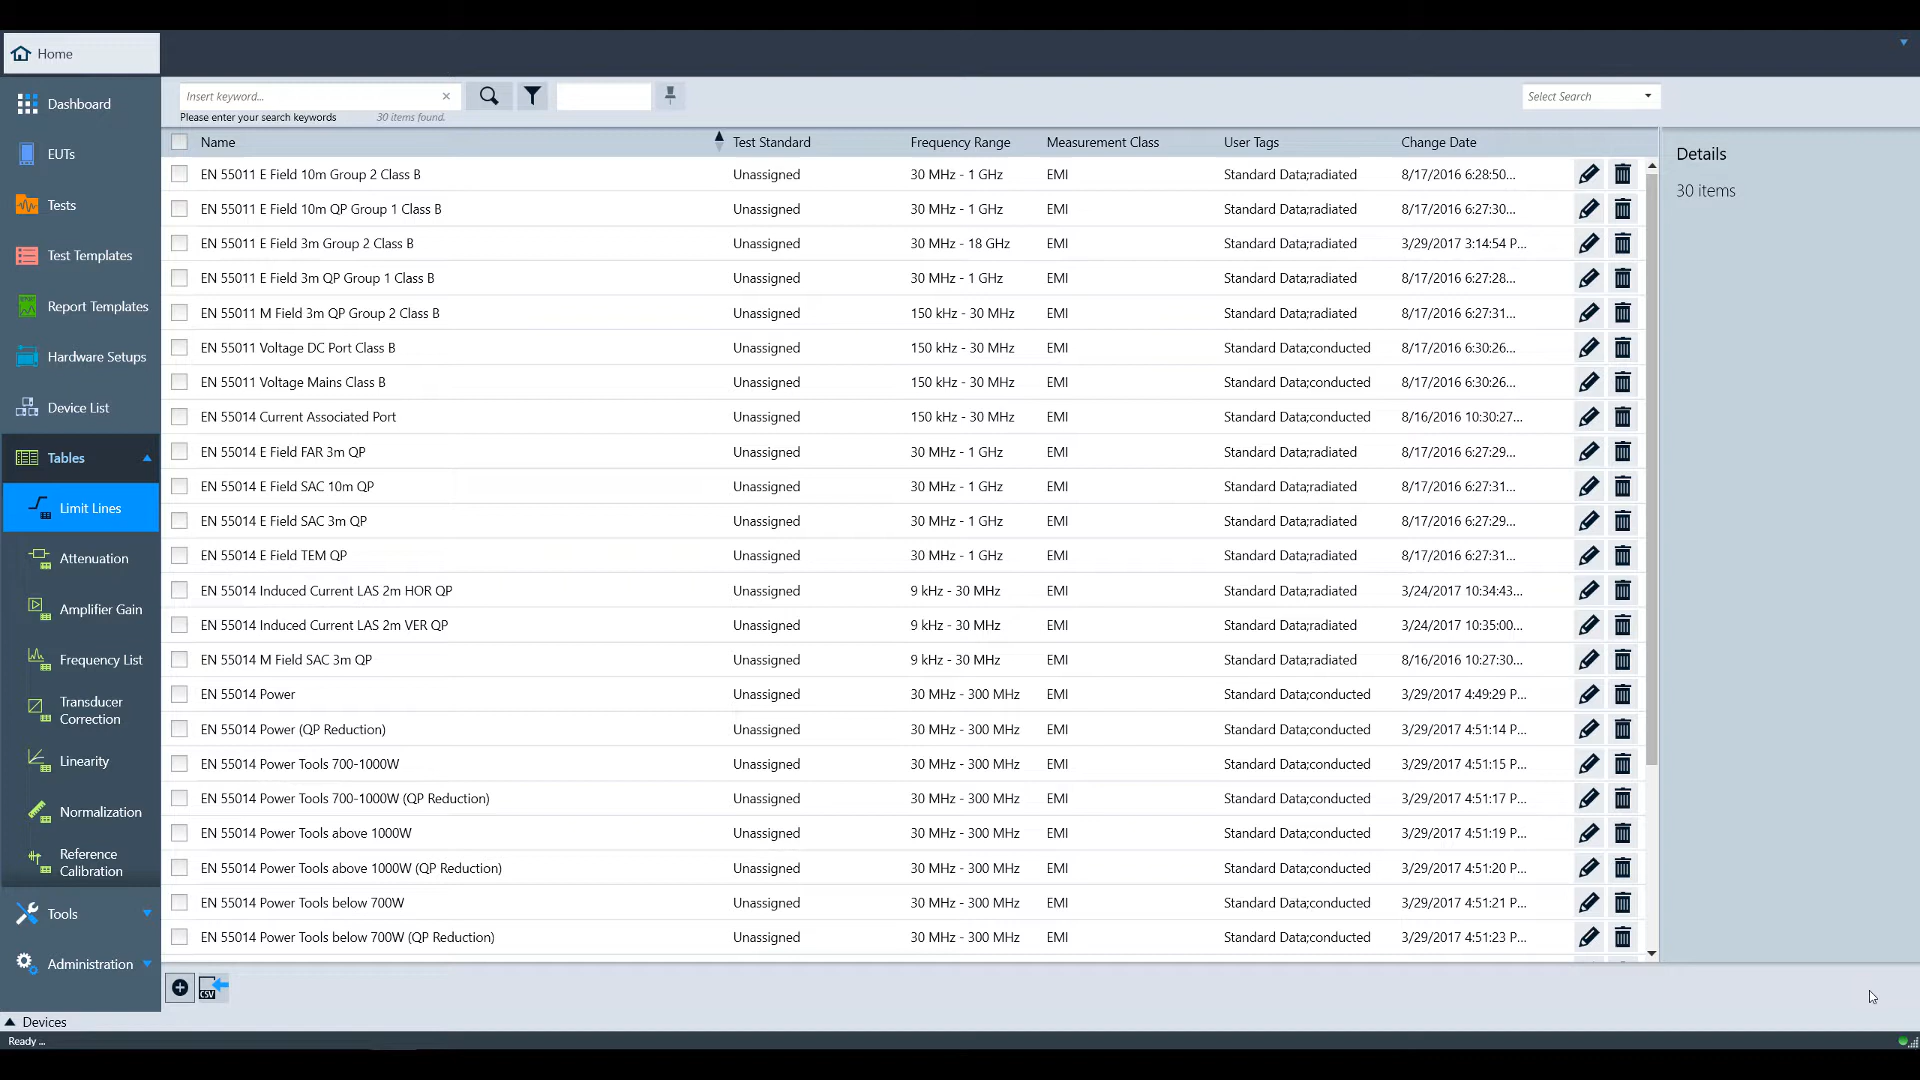 Home
Dashboard
EUTs
Tests
Test Templates
Report Templates
Hardware Setups
Device List
Tables
Limit Lines
Attenuation
Amplifier Gain
Frequency List
Transducer
Correction
Linearity
Normalization
Reference
Calibration
Tools
Administration
Insert keyword...
Please enter your search keywords 30 items found.
Select Search
Name Test Standard Frequency Range Measurement Class User Tags Change Date
EN 55011 E Field 10m Group 2 Class B Unassigned 30 MHz - 1 GHz EMI Standard Data;radiated 8/17/2016 6:28:50...
EN 55011 E Field 10m QP Group 1 Class B Unassigned 30 MHz - 1 GHz EMI Standard Data;radiated 8/17/2016 6:27:30...
EN 55011 E Field 3m Group 2 Class B Unassigned 30 MHz - 18 GHz EMI Standard Data;radiated 3/29/2017 3:14:54 P...
EN 55011 E Field 3m QP Group 1 Class B Unassigned 30 MHz - 1 GHz EMI Standard Data;radiated 8/17/2016 6:27:28...
EN 55011 M Field 3m QP Group 2 Class B Unassigned 150 kHz - 30 MHz EMI Standard Data;radiated 8/17/2016 6:27:31...
EN 55011 Voltage DC Port Class B Unassigned 150 kHz - 30 MHz EMI Standard Data;conducted 8/17/2016 6:30:26...
EN 55011 Voltage Mains Class B Unassigned 150 kHz - 30 MHz EMI Standard Data;conducted 8/17/2016 6:30:26...
EN 55014 Current Associated Port Unassigned 150 kHz - 30 MHz EMI Standard Data;conducted 8/16/2016 10:30:27...
EN 55014 E Field FAR 3m QP Unassigned 30 MHz - 1 GHz EMI Standard Data;radiated 8/17/2016 6:27:29...
EN 55014 E Field SAC 10m QP Unassigned 30 MHz - 1 GHz EMI Standard Data;radiated 8/17/2016 6:27:31...
EN 55014 E Field SAC 3m QP Unassigned 30 MHz - 1 GHz EMI Standard Data;radiated 8/17/2016 6:27:29...
EN 55014 E Field TEM QP Unassigned 30 MHz - 1 GHz EMI Standard Data;radiated 8/17/2016 6:27:31...
EN 55014 Induced Current LAS 2m HOR QP Unassigned 9 kHz - 30 MHz EMI Standard Data;radiated 3/24/2017 10:34:43...
EN 55014 Induced Current LAS 2m VER QP Unassigned 9 kHz - 30 MHz EMI Standard Data;radiated 3/24/2017 10:35:00...
EN 55014 M Field SAC 3m QP Unassigned 9 kHz - 30 MHz EMI Standard Data;radiated 8/16/2016 10:27:30...
EN 55014 Power Unassigned 30 MHz - 300 MHz EMI Standard Data;conducted 3/29/2017 4:49:29 P...
EN 55014 Power (QP Reduction) Unassigned 30 MHz - 300 MHz EMI Standard Data;conducted 3/29/2017 4:51:14 P...
EN 55014 Power Tools 700-1000W Unassigned 30 MHz - 300 MHz EMI Standard Data;conducted 3/29/2017 4:51:15 P...
EN 55014 Power Tools 700-1000W (QP Reduction) Unassigned 30 MHz - 300 MHz EMI Standard Data;conducted 3/29/2017 4:51:17 P...
EN 55014 Power Tools above 1000W Unassigned 30 MHz - 300 MHz EMI Standard Data;conducted 3/29/2017 4:51:19 P...
EN 55014 Power Tools above 1000W (QP Reduction) Unassigned 30 MHz - 300 MHz EMI Standard Data;conducted 3/29/2017 4:51:20 P...
EN 55014 Power Tools below 700W Unassigned 30 MHz - 300 MHz EMI Standard Data;conducted 3/29/2017 4:51:21 P...
EN 55014 Power Tools below 700W (QP Reduction) Unassigned 30 MHz - 300 MHz EMI Standard Data;conducted 3/29/2017 4:51:23 P...
Details
30 items
CSV
Devices
Ready ...